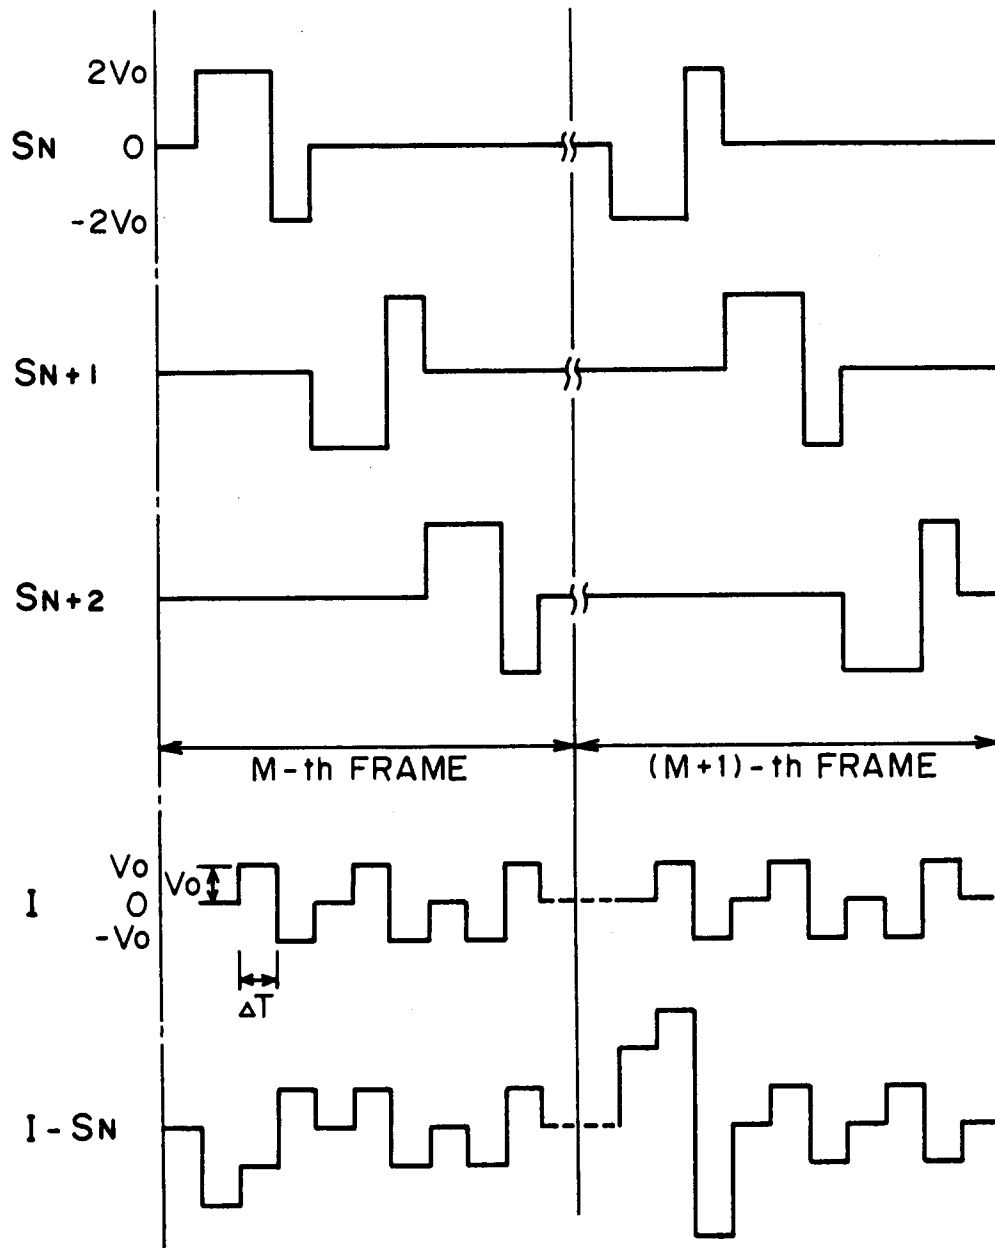 2Vo
SN 0
-2Vo
SN+1
SN+2
M-th FRAME
(M+1)-th FRAME
Vo
Vo
I 0
-Vo
ΔT
I-SN